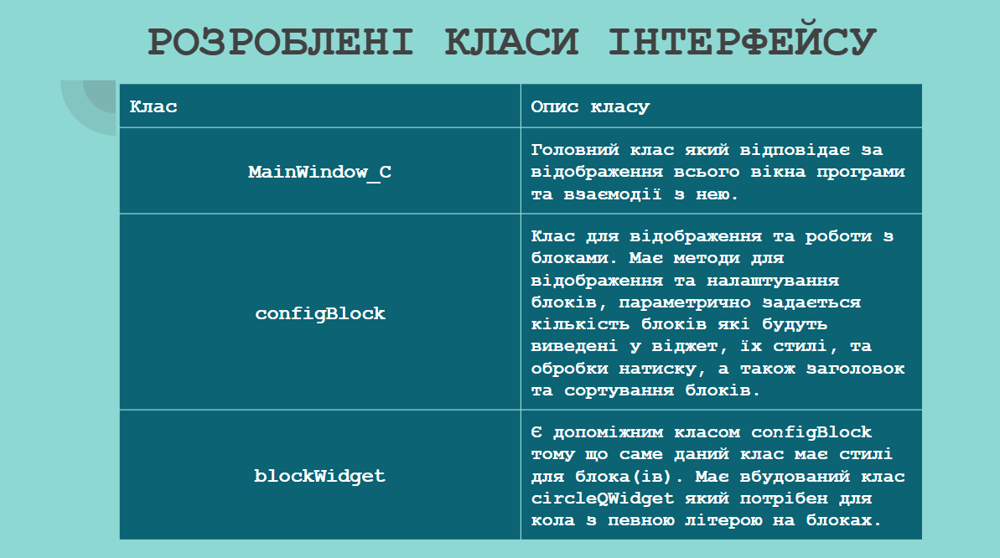 РОЗРОБЛЕНІ КЛАСИ ІНТЕРФЕЙСУ
Клас
Опис класу
MainWindow_C
Головний клас який відповідає за
відображення всього вікна програми
та взаємодії з нею.
configBlock
Клас для відображення та роботи з
блоками. Має методи для
відображення та налаштування
блоків, параметрично задається
кількість блоків які будуть
виведені у віджет, їх стилі, та
обробки натиску, а також заголовок
та сортування блоків.
blockWidget
Є допоміжним класом configBlock
тому що саме даний клас має стилі
для блока(ів). Має вбудований клас
circleQWidget який потрібен для
кола з певною літерою на блоках.